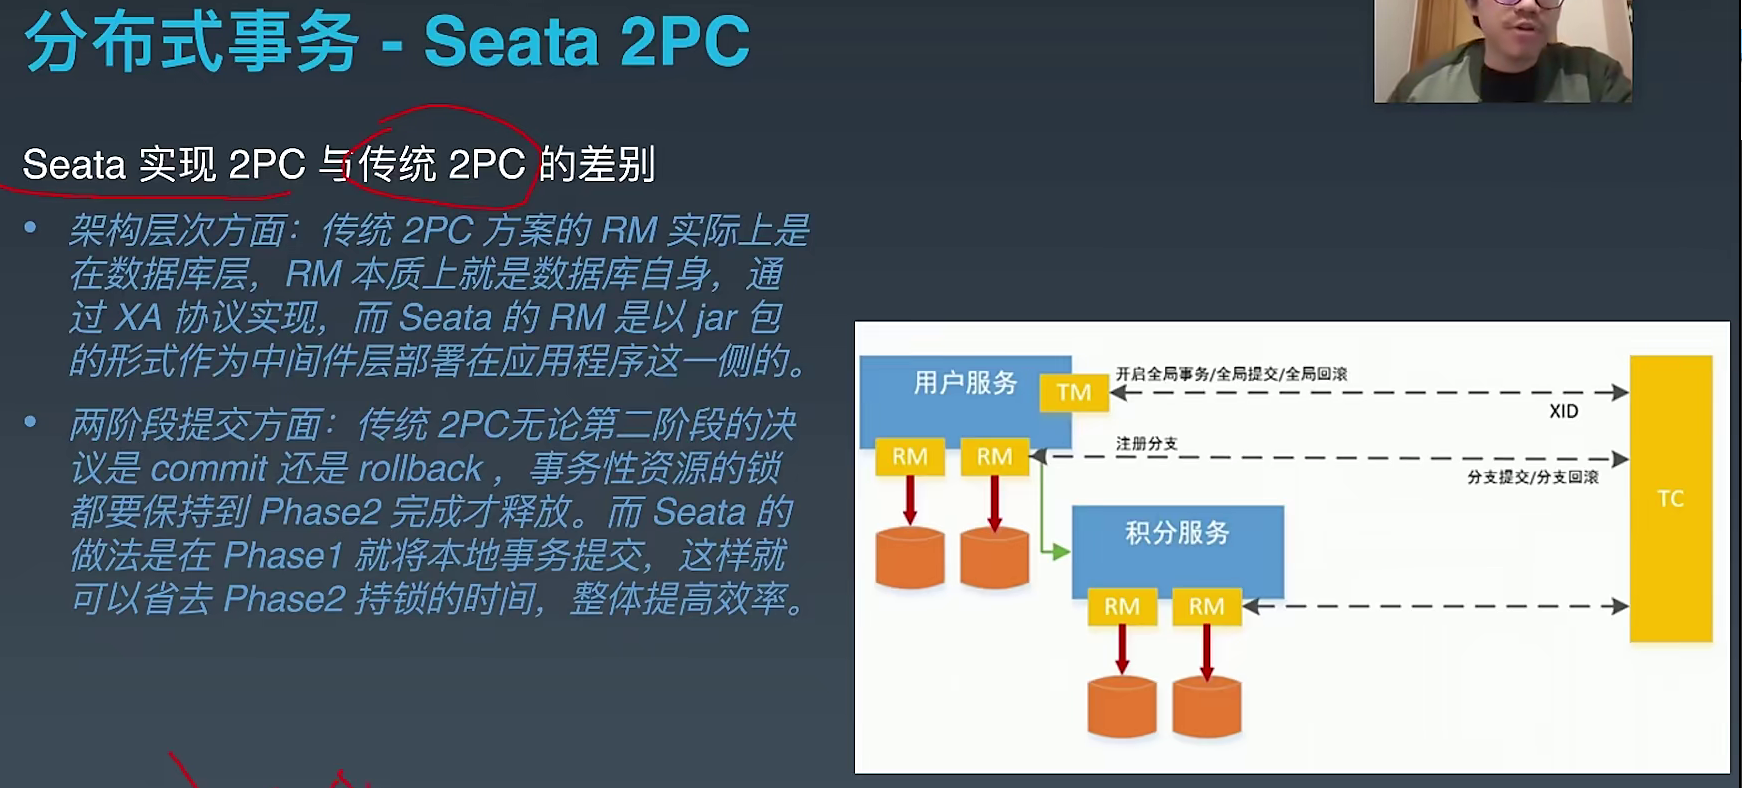 分布式事务 - Seata 2PC
Seata 实现 2PC 与传统 2PC 的差别
• 架构层次方面：传统 2PC 方案的 RM 实际上是
在数据库层，RM 本质上就是数据库自身，通
过 XA 协议实现，而 Seata 的 RM 是以 jar 包
的形式作为中间件层部署在应用程序这一侧的。
• 两阶段提交方面：传统 2PC无论第二阶段的决
议是 commit 还是 rollback ，事务性资源的锁
都要保持到 Phase2 完成才释放。而 Seata 的
做法是在 Phase1 就将本地事务提交，这样就
可以省去 Phase2 持锁的时间，整体提高效率。
用户服务
TM
开启全局事务/全局提交/全局回滚
XID
RM
RM
注册分支
分支提交/分支回滚
TC
积分服务
RM
RM